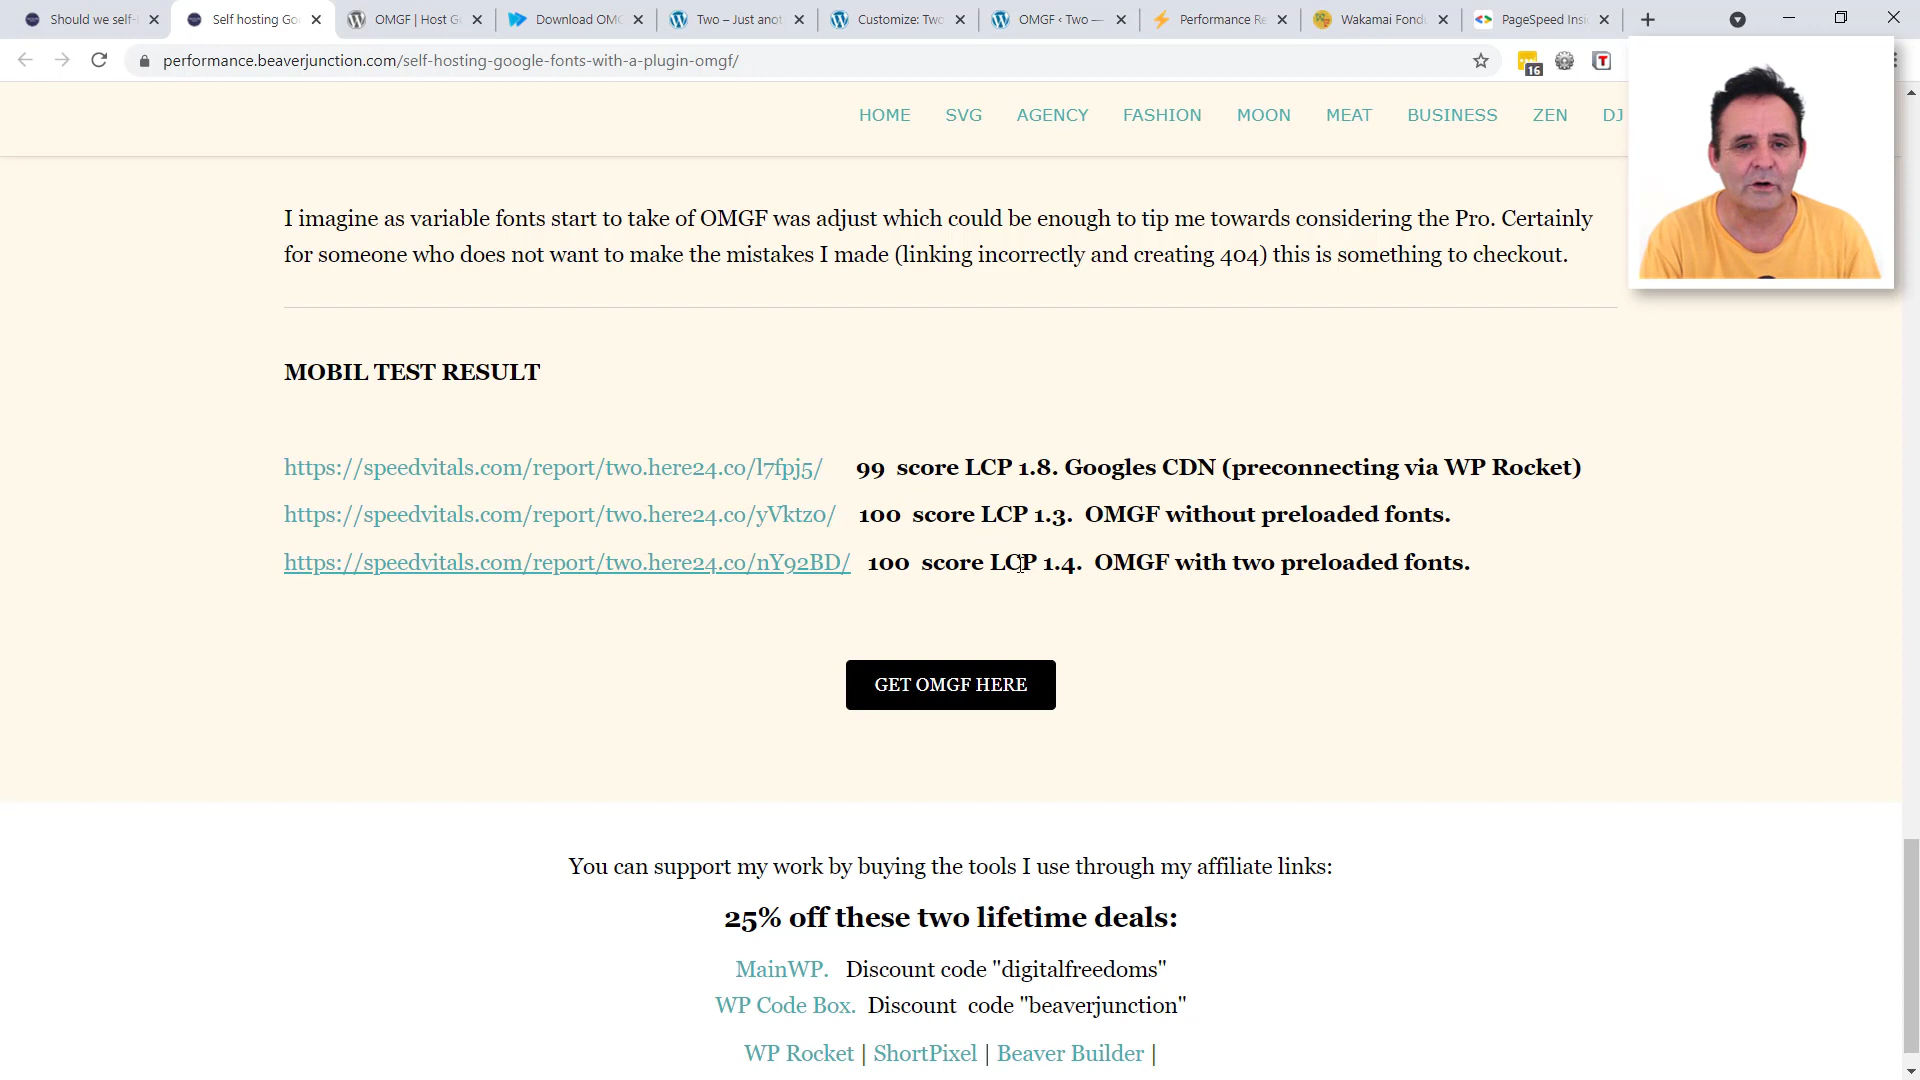 Should we self-
Self hosting Go
OMGF | Host G
Download OMG
Two – Just anot
Customize: Two
OMGF ‹ Two —
Performance Re
Wakamai Fond
PageSpeed Insi
performance.beaverjunction.com/self-hosting-google-fonts-with-a-plugin-omgf/
16
T
HOME SVG AGENCY FASHION MOON MEAT BUSINESS ZEN DJ
I imagine as variable fonts start to take of OMGF was adjust which could be enough to tip me towards considering the Pro. Certainly
for someone who does not want to make the mistakes I made (linking incorrectly and creating 404) this is something to checkout.
MOBIL TEST RESULT
https://speedvitals.com/report/two.here24.co/l7fpj5/ 99 score LCP 1.8. Googles CDN (preconnecting via WP Rocket)
https://speedvitals.com/report/two.here24.co/yVktz0/ 100 score LCP 1.3. OMGF without preloaded fonts.
https://speedvitals.com/report/two.here24.co/nY92BD/ 100 score LCP 1.4. OMGF with two preloaded fonts.
GET OMGF HERE
You can support my work by buying the tools I use through my affiliate links:
25% off these two lifetime deals:
MainWP. Discount code "digitalfreedoms"
WP Code Box. Discount code "beaverjunction"
WP Rocket | ShortPixel | Beaver Builder |